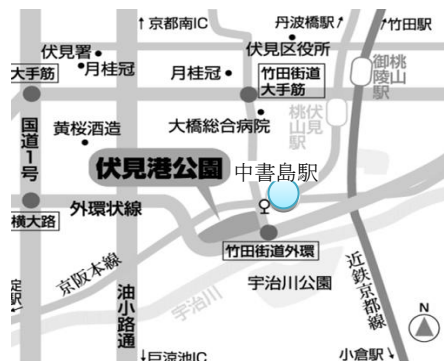 ↑京都南IC
丹波橋駅↗
↗竹田駅
伏見署
伏見区役所
月桂冠
月桂冠
大手筋
竹田街道
大手筋
桃山
御陵駅
国道1号
黄桜酒造
大橋総合病院
伏見
桃山駅
伏見港公園
中書島駅
横大路
外環状線
竹田街道外環
京阪本線
宇治川
宇治川公園
近鉄京都線
淀駅
油小路通
↓巨涼池IC
小倉駅↓
N